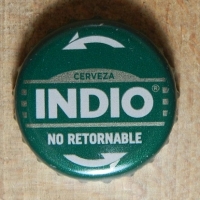 CERVEZA
INDIO®
NO RETORNABLE